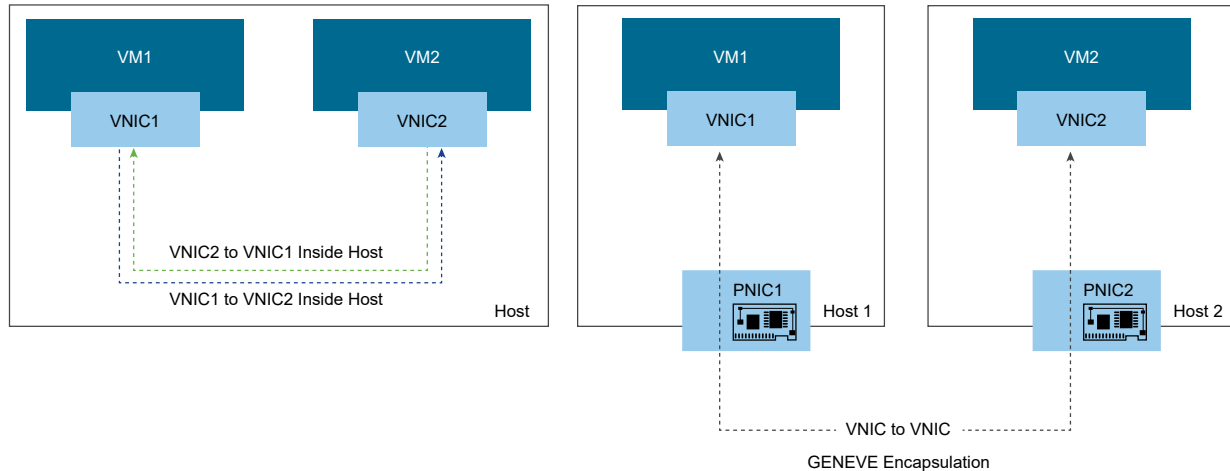 VM1
VM2
VNIC1
VNIC2
VNIC2 to VNIC1 Inside Host
VNIC1 to VNIC2 Inside Host
Host
VM1
VNIC1
PNIC1
Host 1
VM2
VNIC2
PNIC2
Host 2
VNIC to VNIC
GENEVE Encapsulation